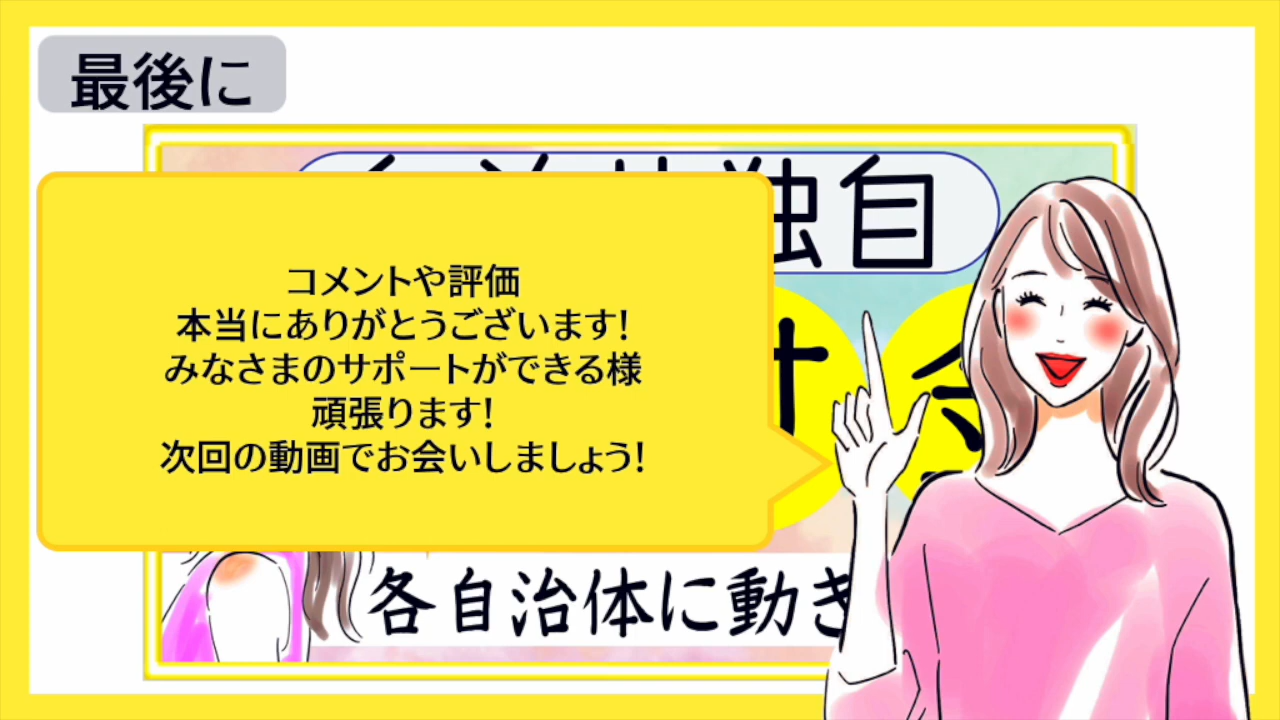 最後に
独自
コメントや評価
本当にありがとうございます!
みなさまのサポートができる様
頑張ります!
次回の動画でお会いしましょう!
各自治体に動き